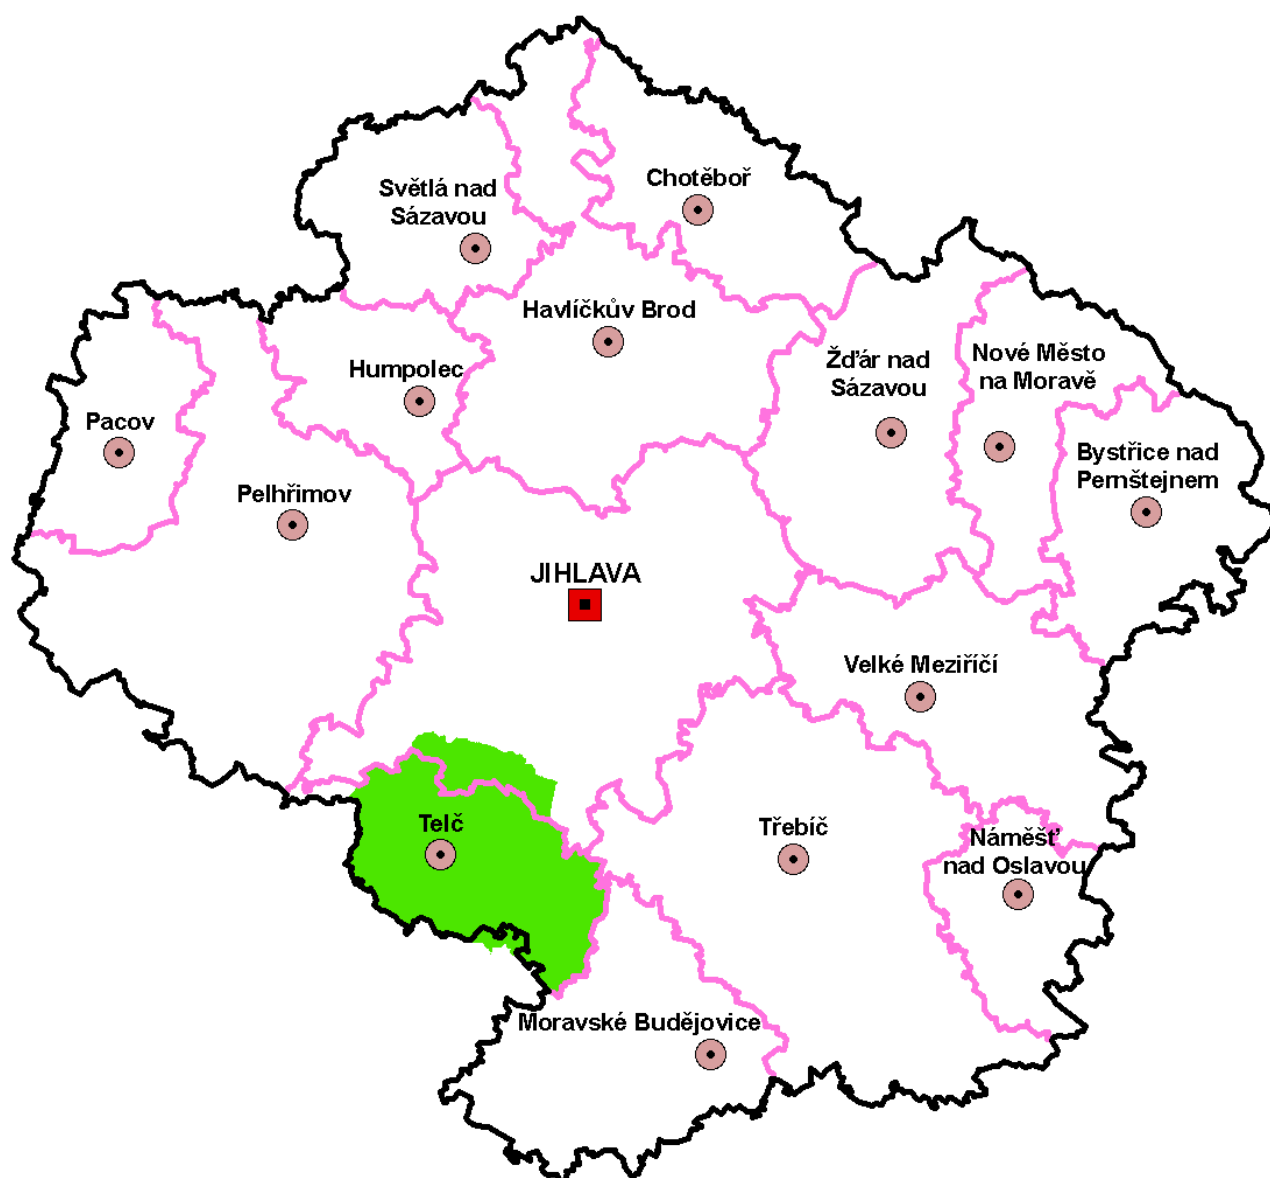 Chotěboř
Světlá nad
Sázavou
Havlíčkův Brod
Žďár nad
Sázavou
Nové Město
na Moravě
Humpolec
Pacov
Bystřice nad
Pernštejnem
Pelhřimov
JIHLAVA
Velké Meziříčí
Telč
Třebíč
Náměšť
nad Oslavou
Moravské Budějovice